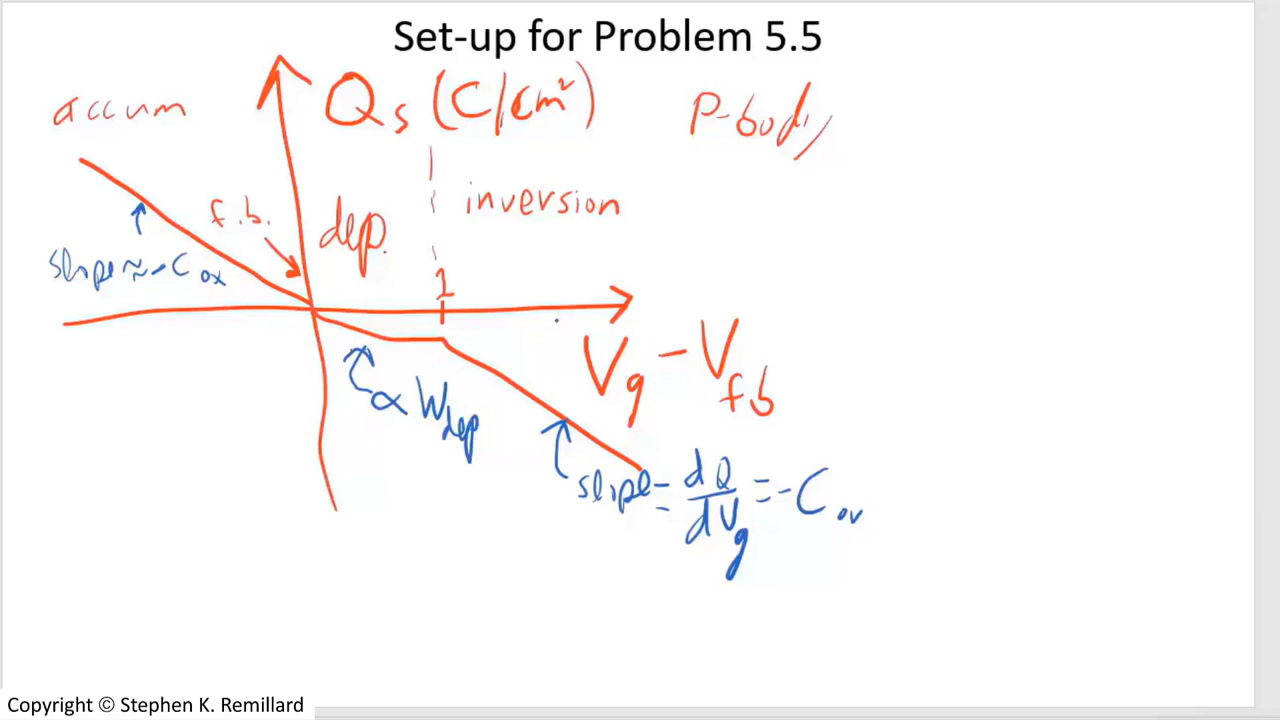 Set-up for Problem 5.5
accum
Qs (C/cm²)
P-body
f.b.
dep.
inversion
slope ≈ -Cox
1
Vg - Vfb
∝ Wdep
slope = dQ/dVg = -Cox
Copyright © Stephen K. Remillard